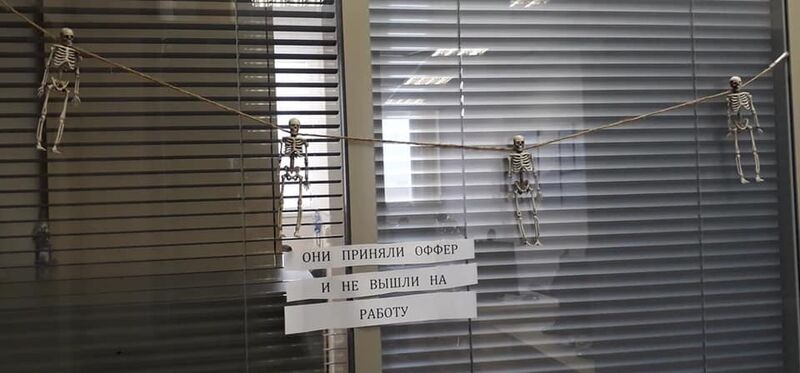 ОНИ ПРИНЯЛИ ОФФЕР
И НЕ ВЫШЛИ НА
РАБОТУ